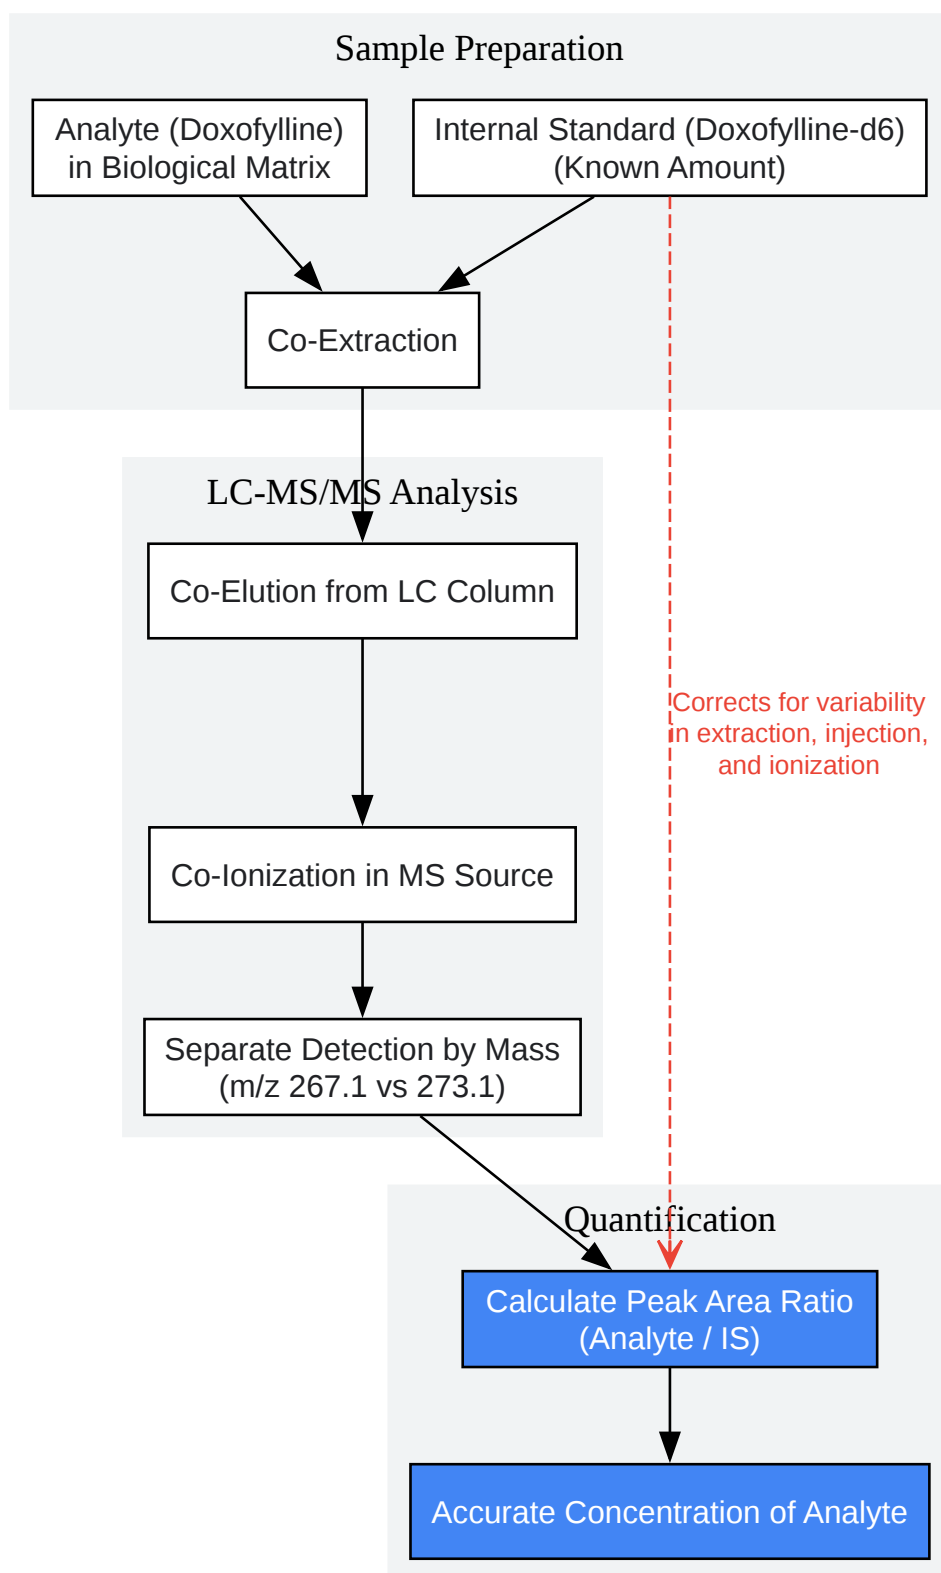 Sample Preparation
Analyte (Doxofylline)
in Biological Matrix
Internal Standard (Doxofylline-d6)
(Known Amount)
Co-Extraction
LC-MS/MS Analysis
Co-Elution from LC Column
Corrects for variability
in extraction, injection,
and ionization
Co-Ionization in MS Source
Separate Detection by Mass
(m/z 267.1 vs 273.1)
Quantification
Calculate Peak Area Ratio
(Analyte / IS)
Accurate Concentration of Analyte